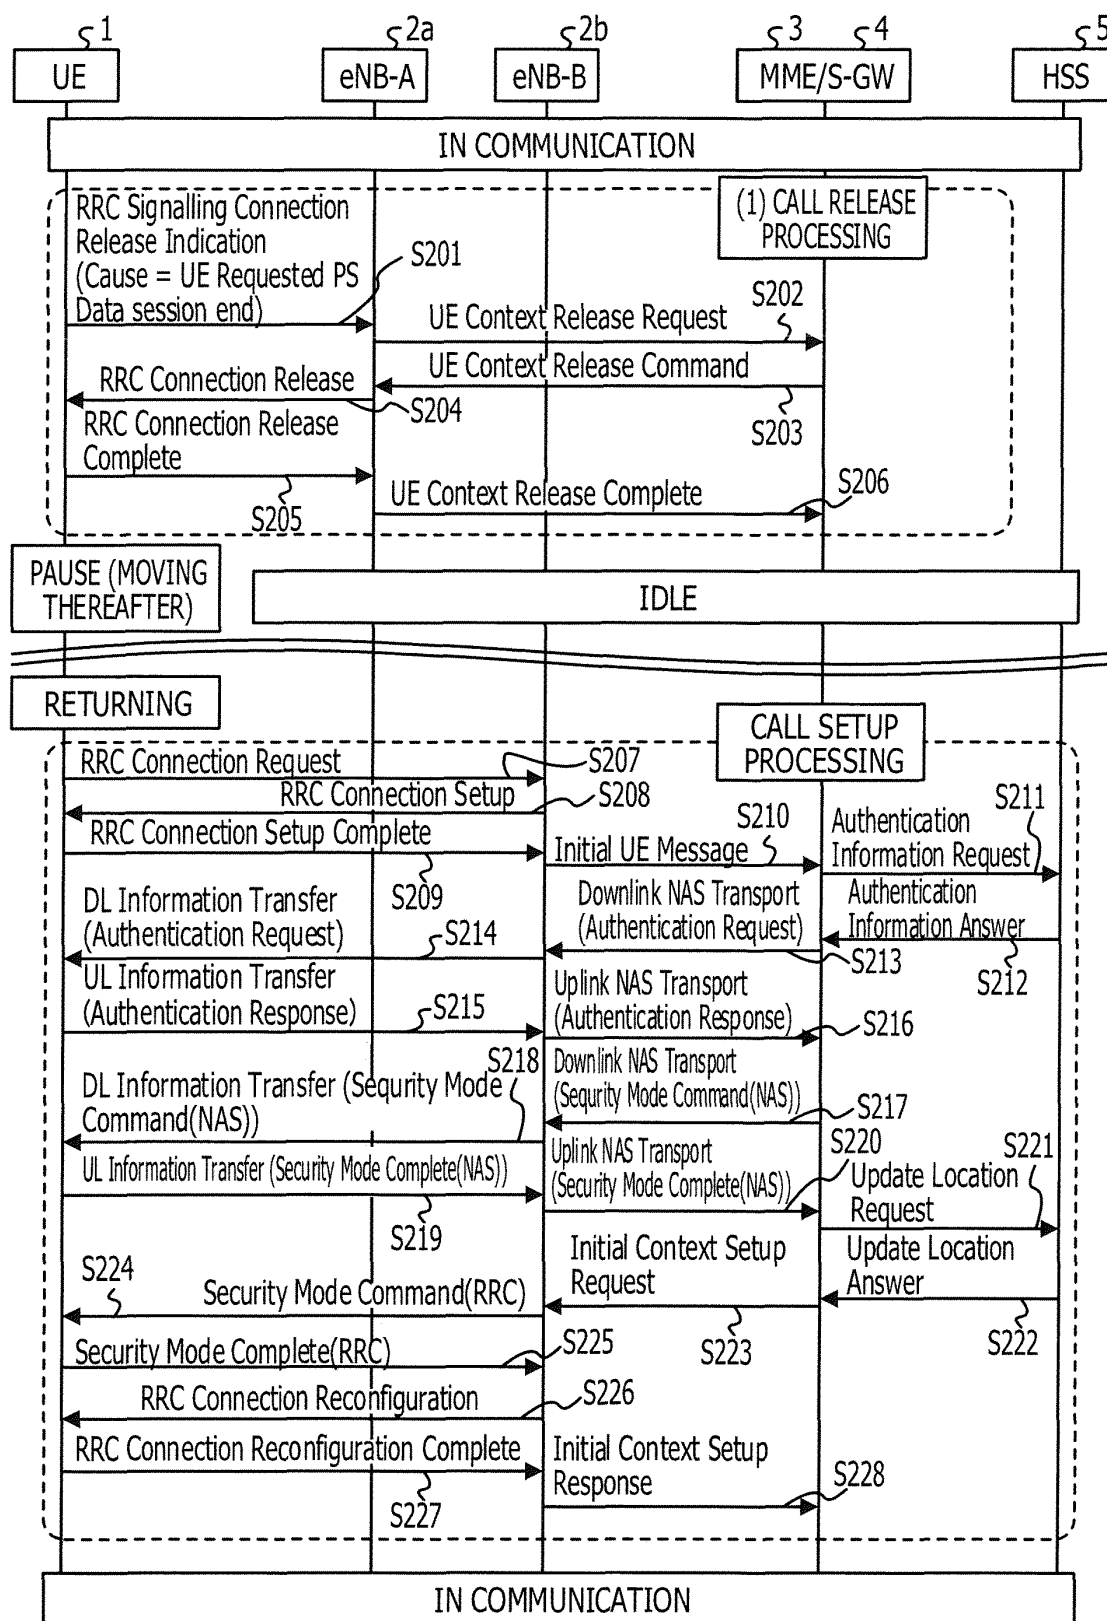 1 2a 2b 3 4 5
UE eNB-A eNB-B MME/S-GW HSS
IN COMMUNICATION
(1) CALL RELEASE
PROCESSING
RRC Signalling Connection
Release Indication
(Cause = UE Requested PS
Data session end)
S201
UE Context Release Request
S202
UE Context Release Command
S203
RRC Connection Release
S204
RRC Connection Release
Complete
S205
UE Context Release Complete
S206
PAUSE (MOVING
THEREAFTER)
IDLE
RETURNING
CALL SETUP
PROCESSING
RRC Connection Request
S207
RRC Connection Setup
S208
RRC Connection Setup Complete
S209
Initial UE Message
S210
Authentication
Information Request
S211
Authentication
Information Answer
S212
Downlink NAS Transport
(Authentication Request)
S213
DL Information Transfer
(Authentication Request)
S214
UL Information Transfer
(Authentication Response)
S215
Uplink NAS Transport
(Authentication Response)
S216
Downlink NAS Transport
(Sequrity Mode Command(NAS))
S217
DL Information Transfer (Sequrity Mode
Command(NAS))
S218
UL Information Transfer (Security Mode Complete(NAS))
S219
Uplink NAS Transport
(Security Mode Complete(NAS))
S220
Update Location
Request
S221
Update Location
Answer
S222
Initial Context Setup
Request
S223
Security Mode Command(RRC)
S224
Security Mode Complete(RRC)
S225
RRC Connection Reconfiguration
S226
RRC Connection Reconfiguration Complete
S227
Initial Context Setup
Response
S228
IN COMMUNICATION